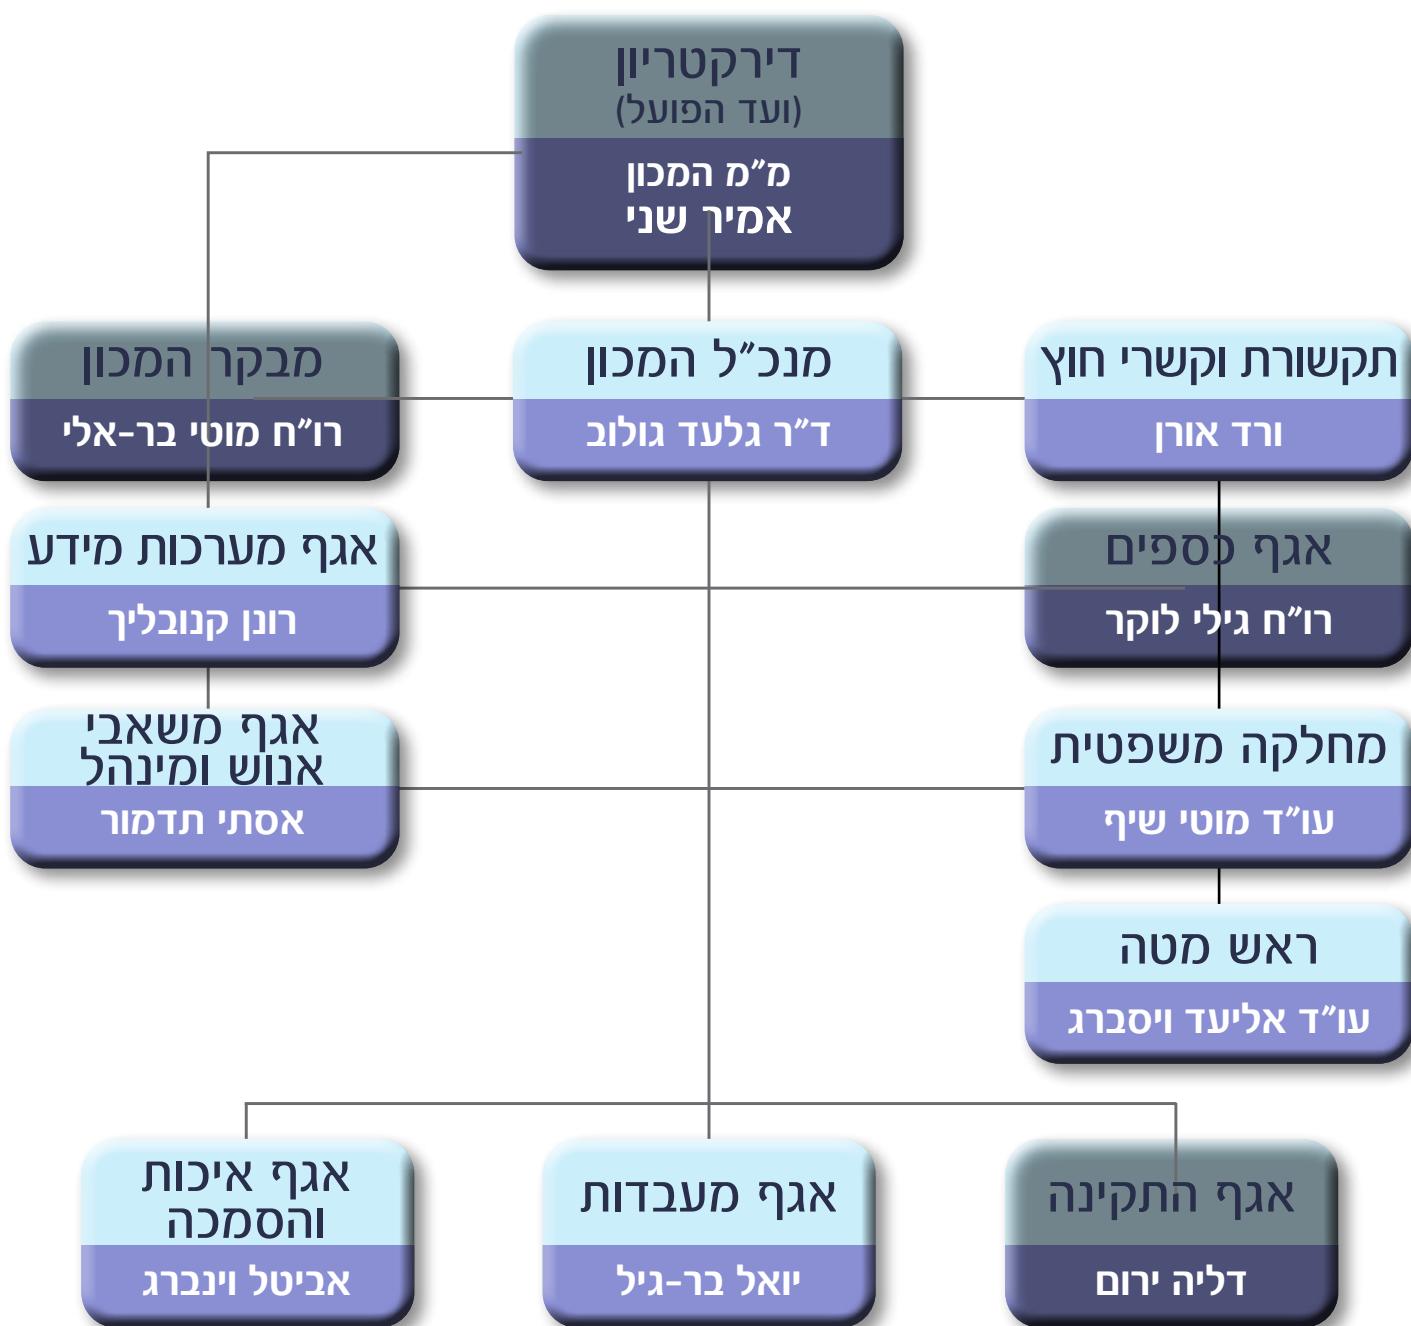 דירקטריון
(ועד הפועל)
מ״מ המכון
אמיר שני
תקשורת וקשרי חוץ
ורד אורן
מנכ״ל המכון
ד״ר גלעד גולוב
מבקר המכון
רו״ח מוטי בר-אלי
אגף כספים
רו״ח גילי לוקר
אגף מערכות מידע
רונן קנובליך
מחלקה משפטית
עו״ד מוטי שיף
אגף משאבי
אנוש ומינהל
אסתי תדמור
ראש מטה
עו״ד אליעד ויסברג
אגף התקינה
דליה ירום
אגף מעבדות
יואל בר-גיל
אגף איכות
והסמכה
אביטל וינברג